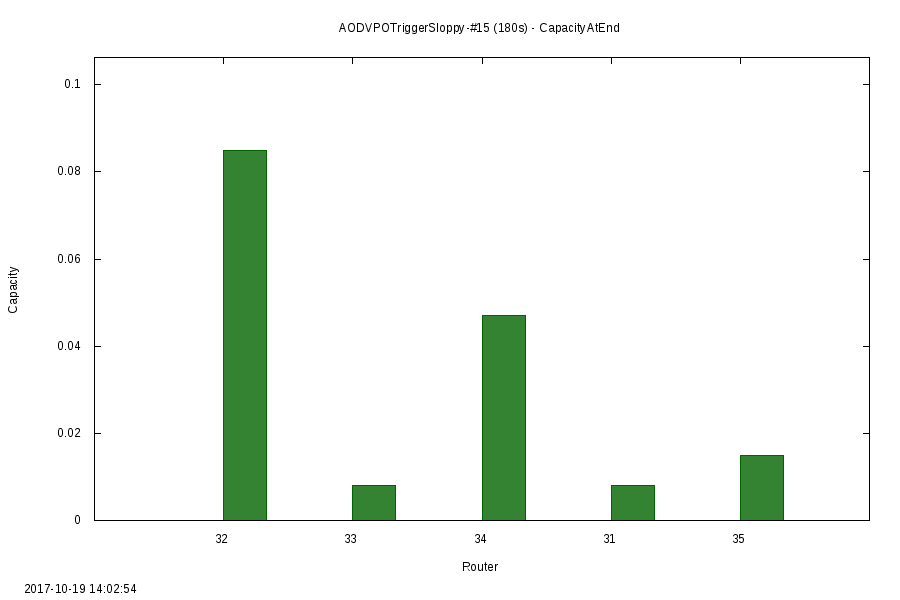 AODVPOTriggerSloppy-#15 (180s) - CapacityAtEnd
0.1
0.08
0.06
0.04
0.02
0
Capacity
32 33 34 31 35
Router
2017-10-19 14:02:54